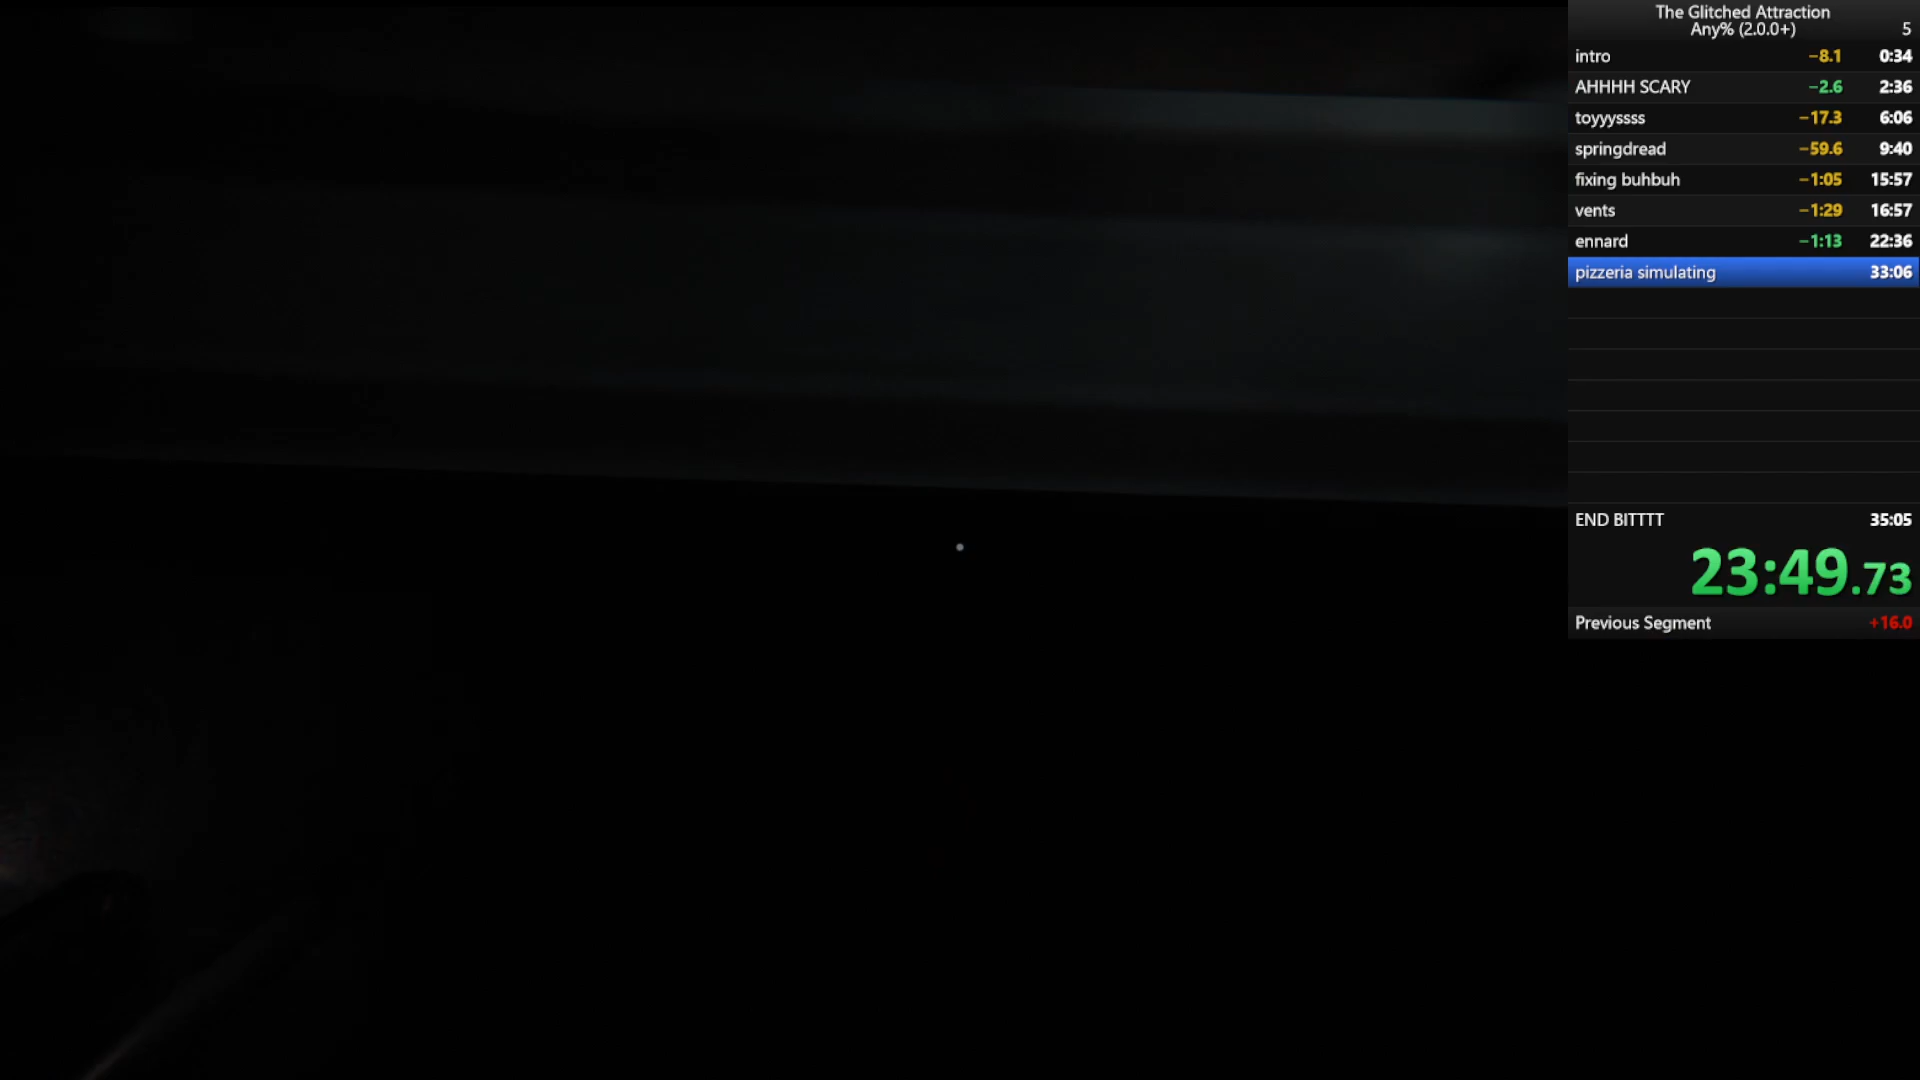 The Glitched Attraction
Any% (2.0.0+) 5
intro −8.1 0:34
AHHHH SCARY −2.6 2:36
toyyyssss −17.3 6:06
springdread −59.6 9:40
fixing buhbuh −1:05 15:57
vents −1:29 16:57
ennard −1:13 22:36
pizzeria simulating 33:06
END BITTTT 35:05
23:49.73
Previous Segment +16.0